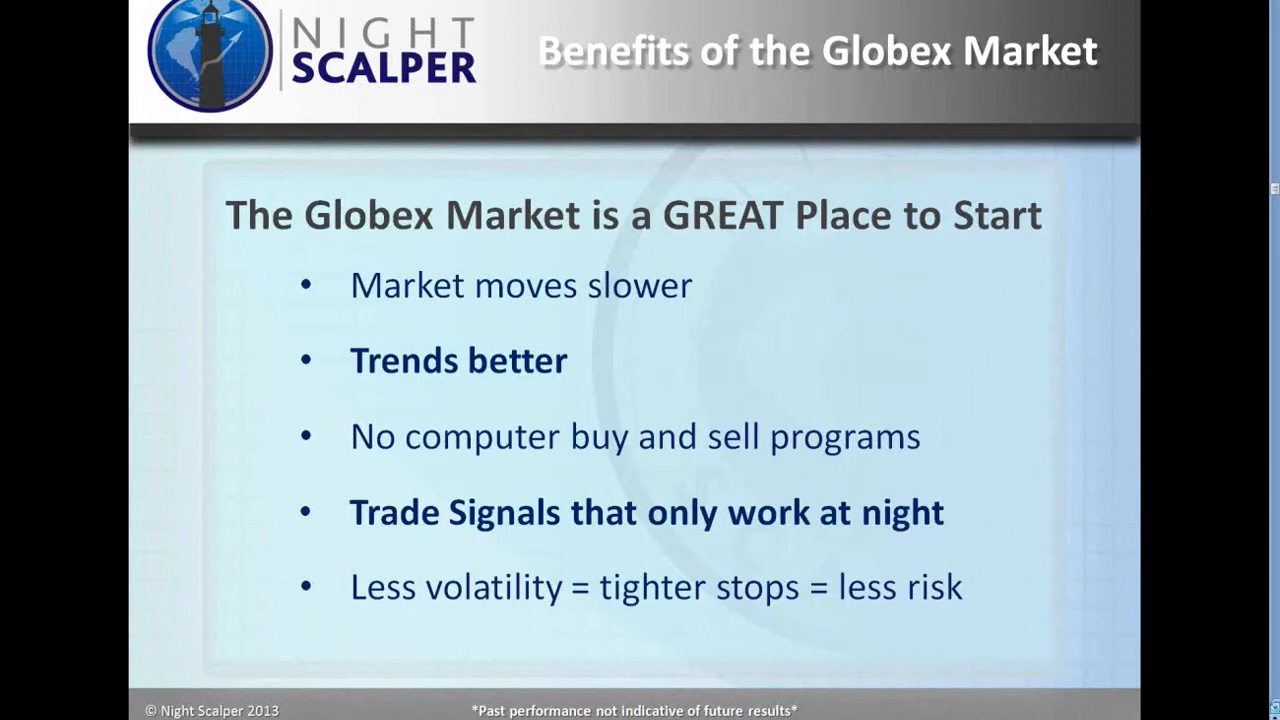 NIGHT
SCALPER
Benefits of the Globex Market
The Globex Market is a GREAT Place to Start
• Market moves slower
• Trends better
• No computer buy and sell programs
• Trade Signals that only work at night
• Less volatility = tighter stops = less risk
© Night Scalper 2013
*Past performance not indicative of future results*